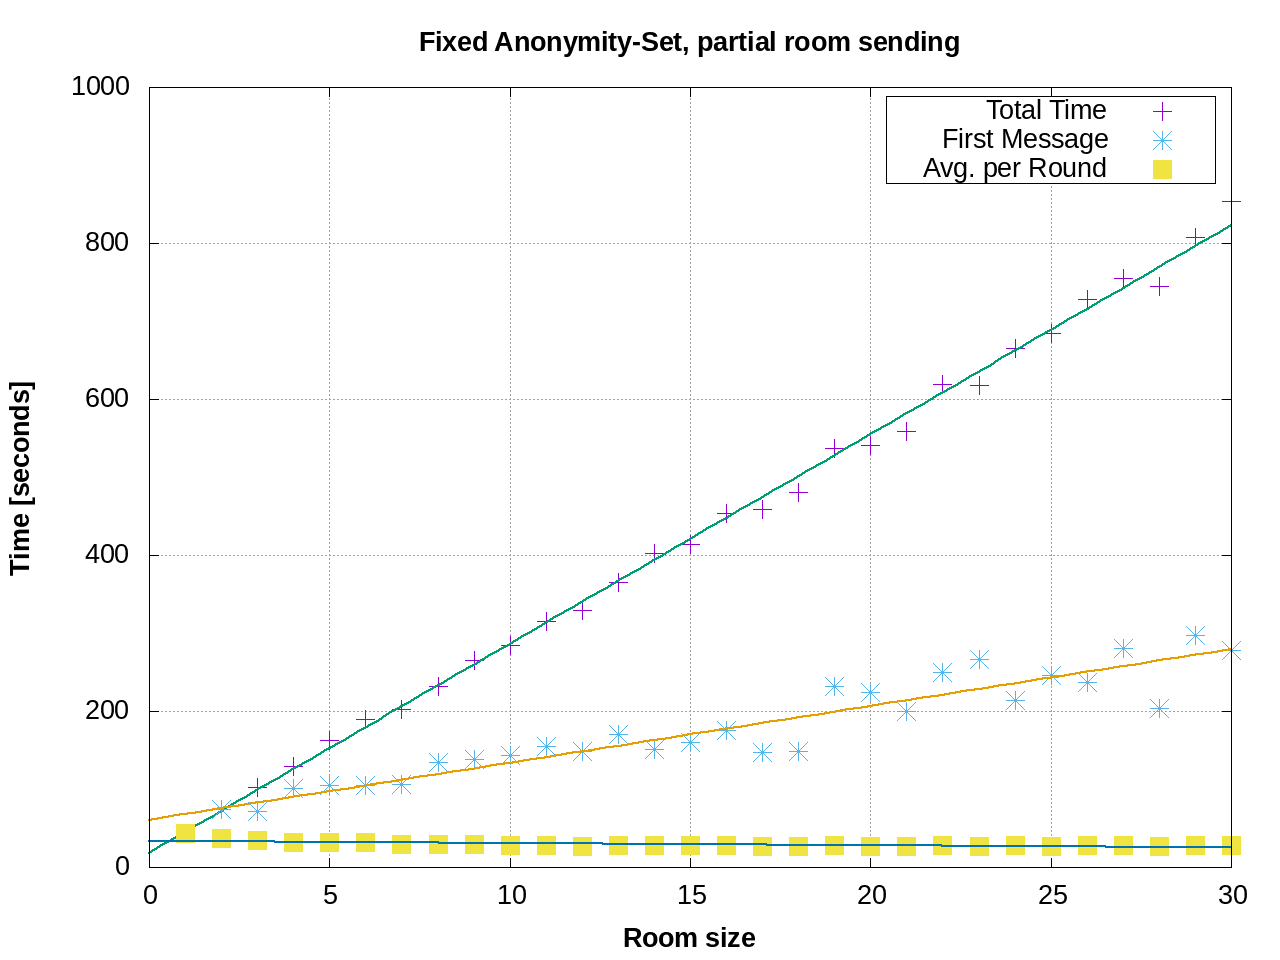 Fixed Anonymity-Set, partial room sending
1000
800
600
400
200
0
Time [seconds]
Total Time
First Message
Avg. per Round
0 5 10 15 20 25 30
Room size